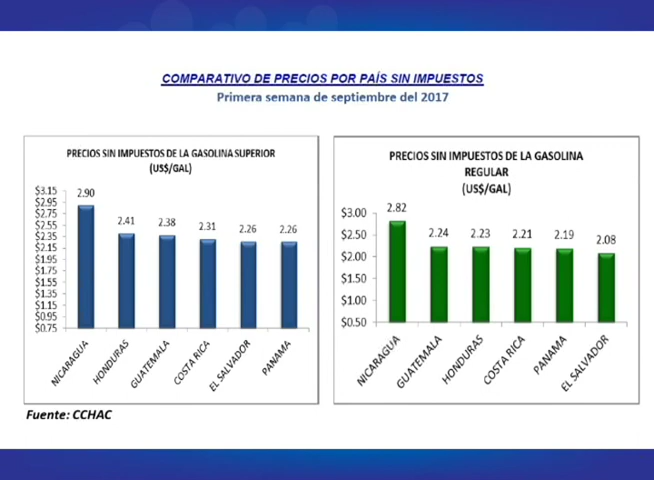 COMPARATIVO DE PRECIOS POR PAÍS SIN IMPUESTOS
Primera semana de septiembre del 2017
PRECIOS SIN IMPUESTOS DE LA GASOLINA SUPERIOR
(US$/GAL)
$3.15
$2.95
$2.75
$2.55
$2.35
$2.15
$1.95
$1.75
$1.55
$1.35
$1.15
$0.95
$0.75
2.90
2.41
2.38
2.31
2.26
2.26
NICARAGUA
HONDURAS
GUATEMALA
COSTA RICA
EL SALVADOR
PANAMA
PRECIOS SIN IMPUESTOS DE LA GASOLINA
REGULAR
(US$/GAL)
$3.00
$2.50
$2.00
$1.50
$1.00
$0.50
2.82
2.24
2.23
2.21
2.19
2.08
NICARAGUA
GUATEMALA
HONDURAS
COSTA RICA
PANAMA
EL SALVADOR
Fuente: CCHAC